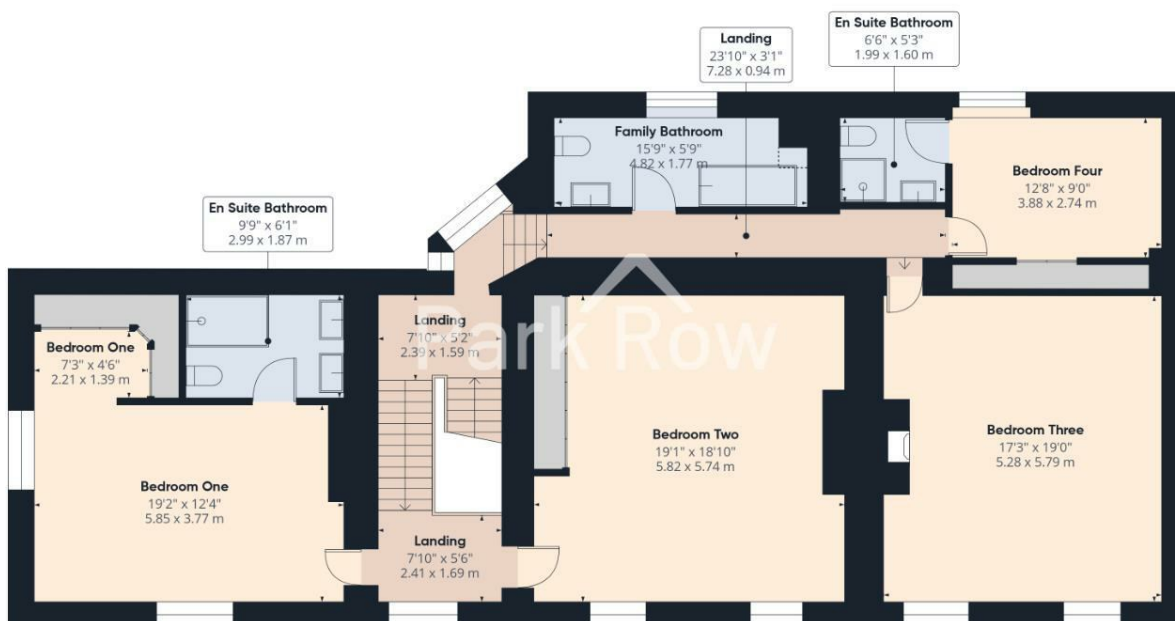 En Suite Bathroom
6'6" x 5'3"
1.99 x 1.60 m
Landing
23'10" x 3'1"
7.28 x 0.94 m
Family Bathroom
15'9" x 5'9"
4.82 x 1.77 m
Bedroom Four
12'8" x 9'0"
3.88 x 2.74 m
En Suite Bathroom
9'9" x 6'1"
2.99 x 1.87 m
Landing
7'10" x 5'2"
2.39 x 1.59 m
Park Row
Bedroom One
7'3" x 4'6"
2.21 x 1.39 m
Bedroom Two
19'1" x 18'10"
5.82 x 5.74 m
Bedroom Three
17'3" x 19'0"
5.28 x 5.79 m
Bedroom One
19'2" x 12'4"
5.85 x 3.77 m
Landing
7'10" x 5'6"
2.41 x 1.69 m